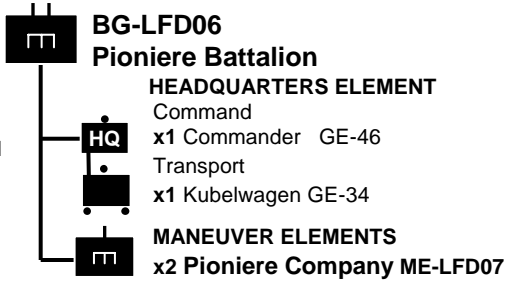 BG-LFD06
Pioniere Battalion
HEADQUARTERS ELEMENT
Command
HQ x1 Commander GE-46
Transport
x1 Kubelwagen GE-34
MANEUVER ELEMENTS
x2 Pioniere Company ME-LFD07